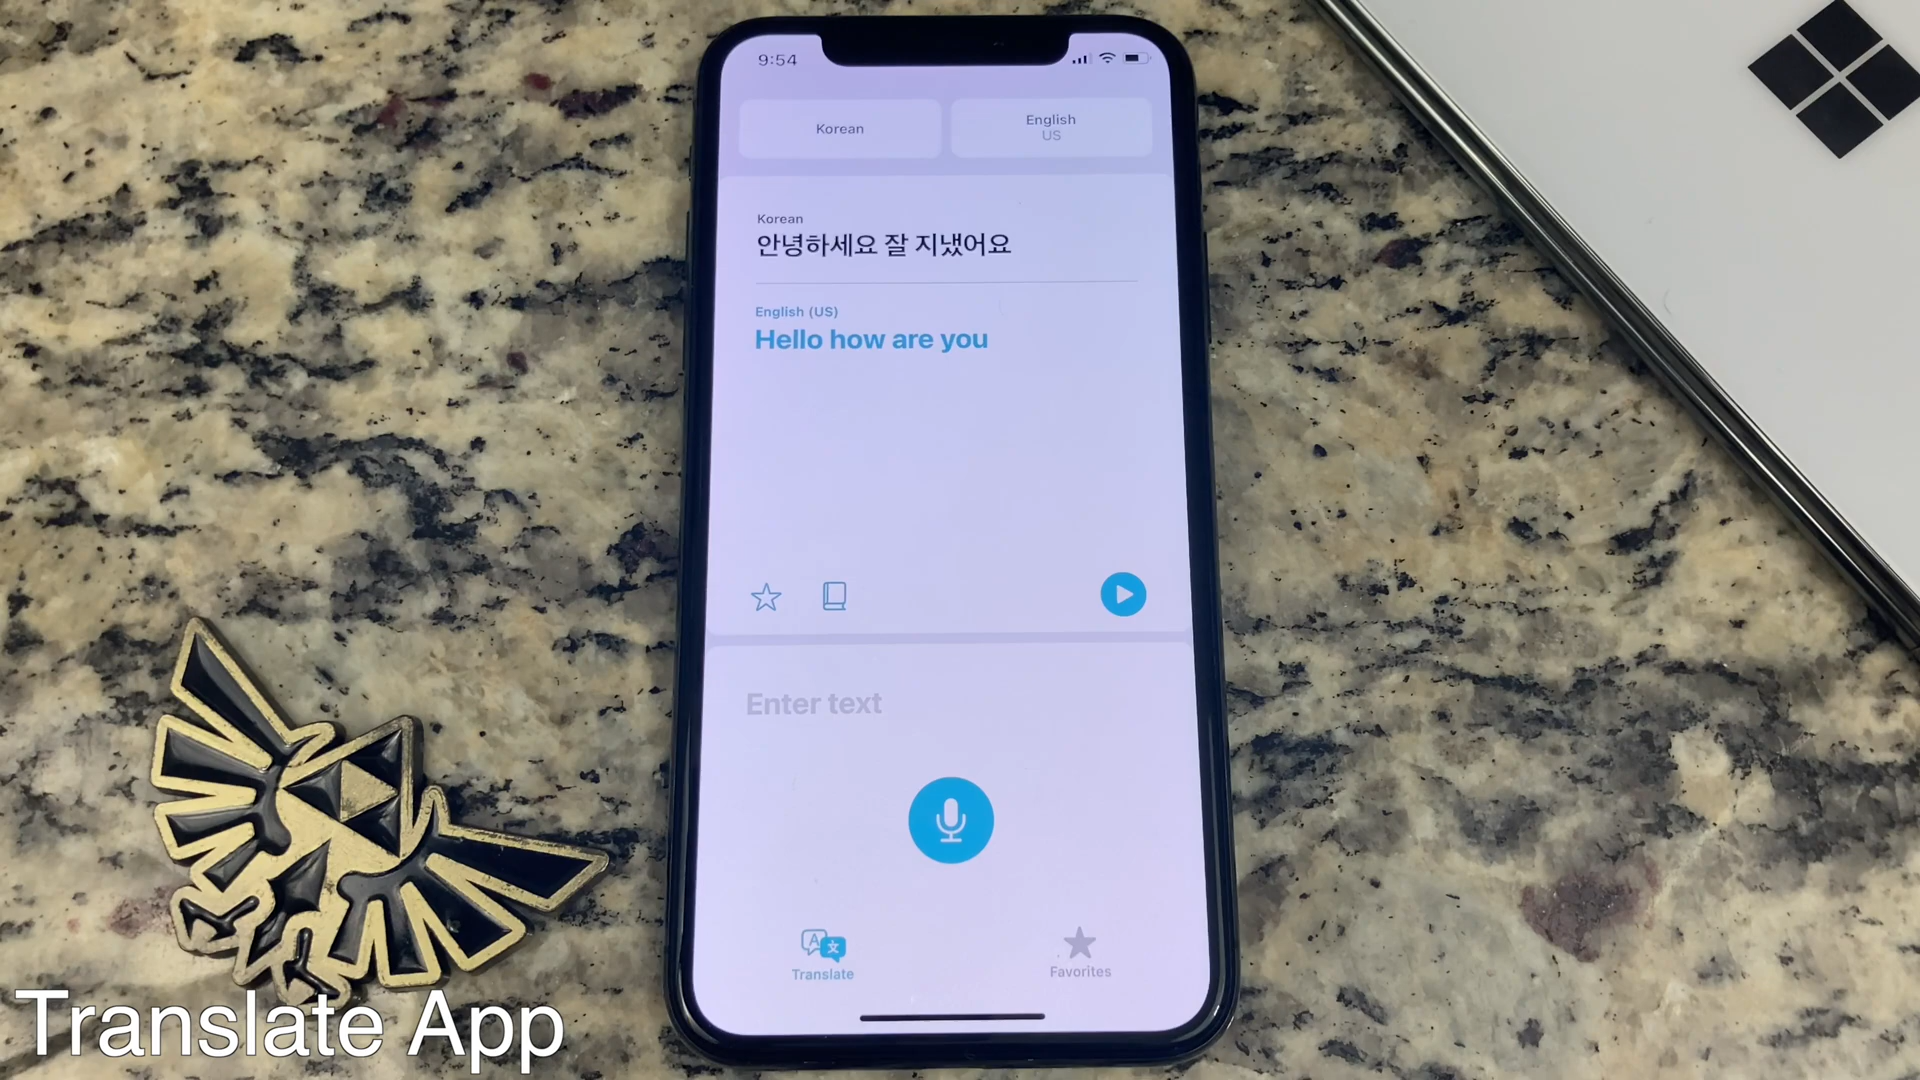 9:54
Korean
English
US
Korean
안녕하세요 잘 지냈어요
English (US)
Hello how are you
Enter text
Translate
Favorites
Translate App